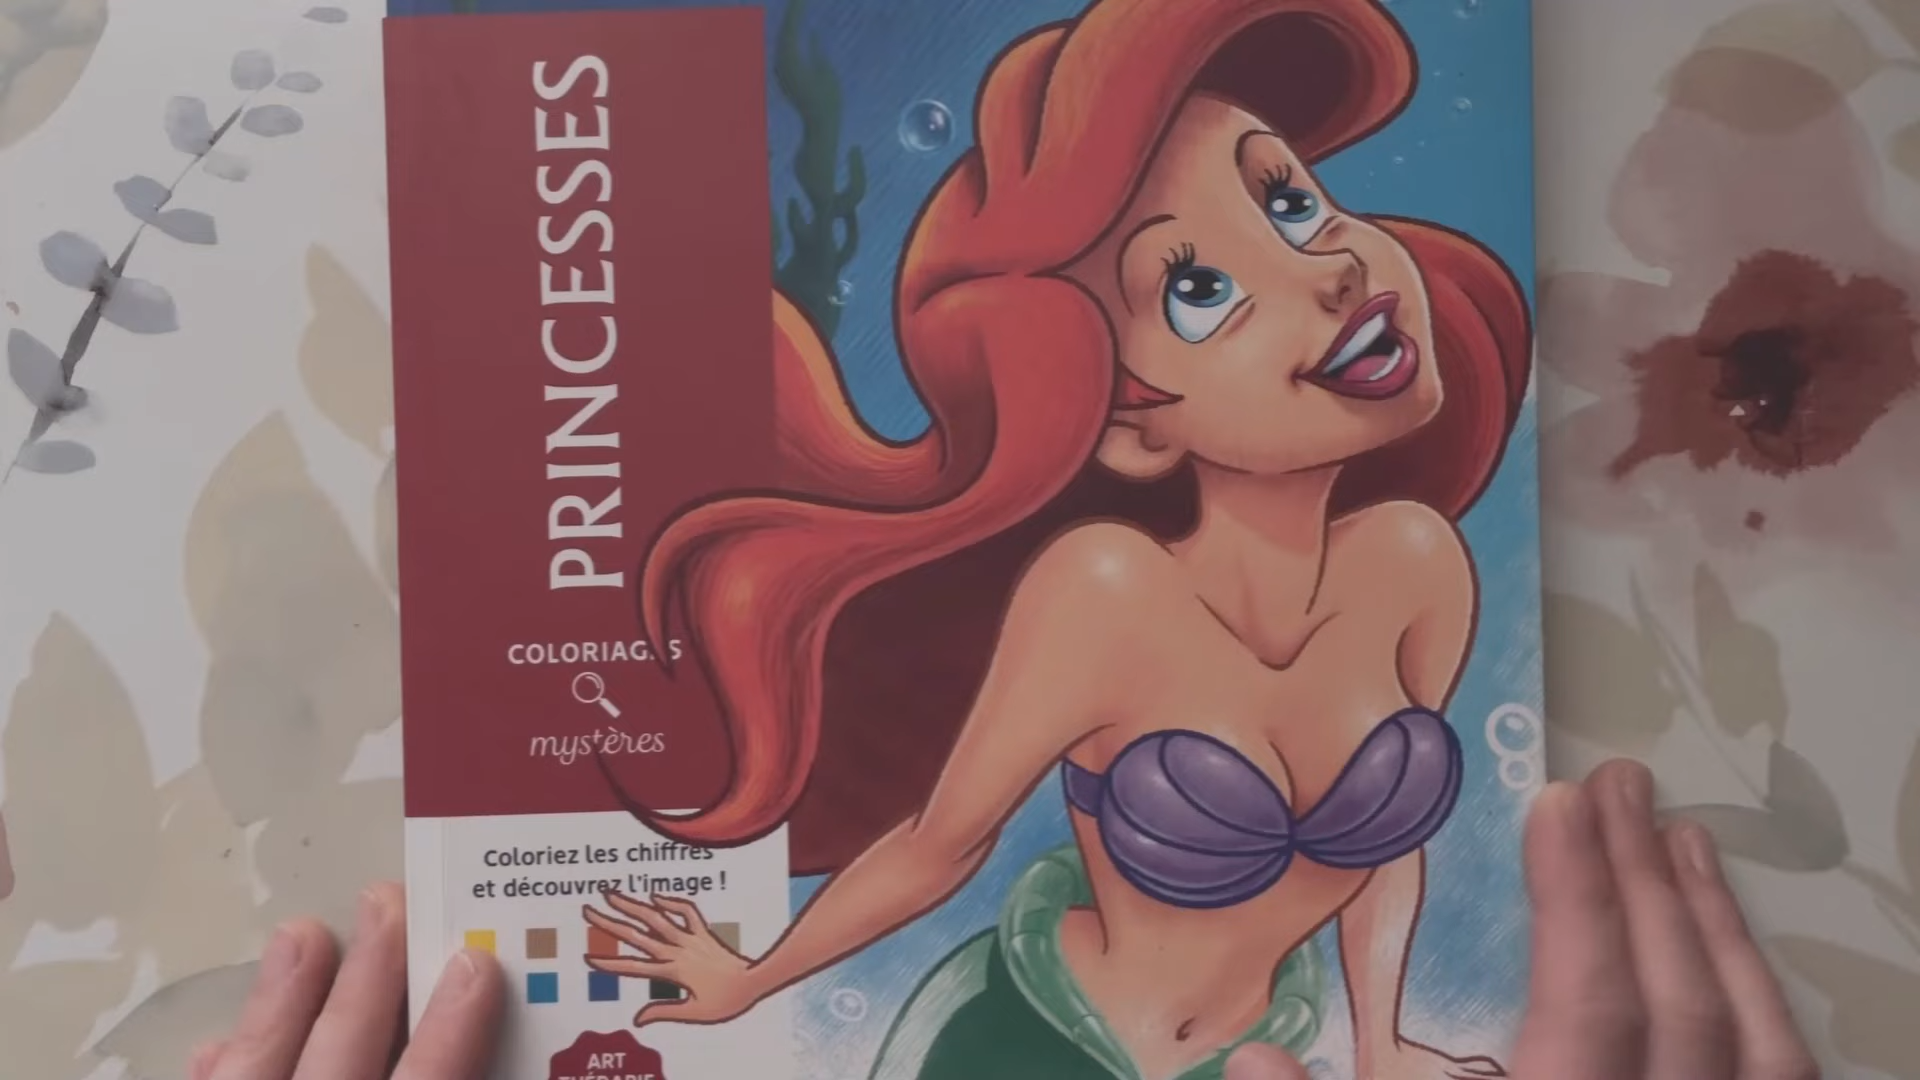 PRINCESSES
COLORIAGES
mystères
Coloriez les chiffres
et découvrez l'image !
ART
THÉRAPIE